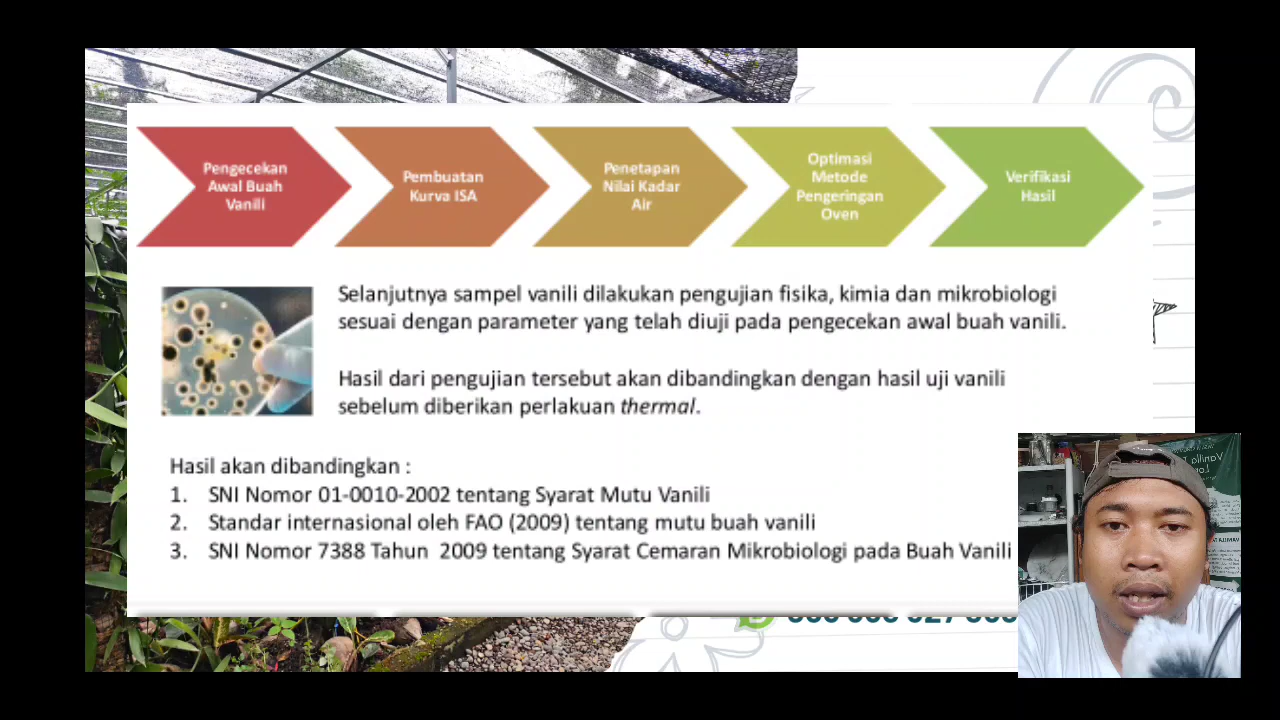 Pengecekan
Awal Buah
Vanili
Pembuatan
Kurva ISA
Penetapan
Nilai Kadar
Air
Optimasi
Metode
Pengeringan
Oven
Verifikasi
Hasil
Selanjutnya sampel vanili dilakukan pengujian fisika, kimia dan mikrobiologi
sesuai dengan parameter yang telah diuji pada pengecekan awal buah vanili.
Hasil dari pengujian tersebut akan dibandingkan dengan hasil uji vanili
sebelum diberikan perlakuan thermal.
Hasil akan dibandingkan :
1. SNI Nomor 01-0010-2002 tentang Syarat Mutu Vanili
2. Standar internasional oleh FAO (2009) tentang mutu buah vanili
3. SNI Nomor 7388 Tahun 2009 tentang Syarat Cemaran Mikrobiologi pada Buah Vanili